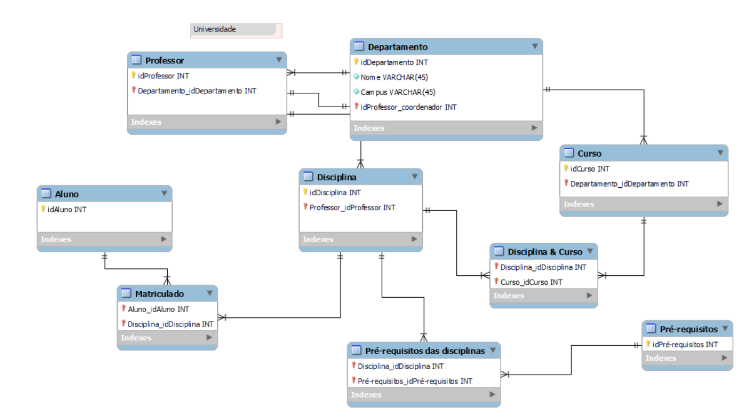 Universidade
Professor
idProfessor INT
Departamento_idDepartamento INT
Indexes
Departamento
idDepartamento INT
Nome VARCHAR(45)
Campus VARCHAR(45)
idProfessor_coordenador INT
Indexes
Curso
idCurso INT
Departamento_idDepartamento INT
Indexes
Disciplina
idDisciplina INT
Professor_idProfessor INT
Indexes
Aluno
idAluno INT
Indexes
Disciplina & Curso
Disciplina_idDisciplina INT
Curso_idCurso INT
Indexes
Matriculado
Aluno_idAluno INT
Disciplina_idDisciplina INT
Indexes
Pré-requisitos
idPré-requisitos INT
Indexes
Pré-requisitos das disciplinas
Disciplina_idDisciplina INT
Pré-requisitos_idPré-requisitos INT
Indexes